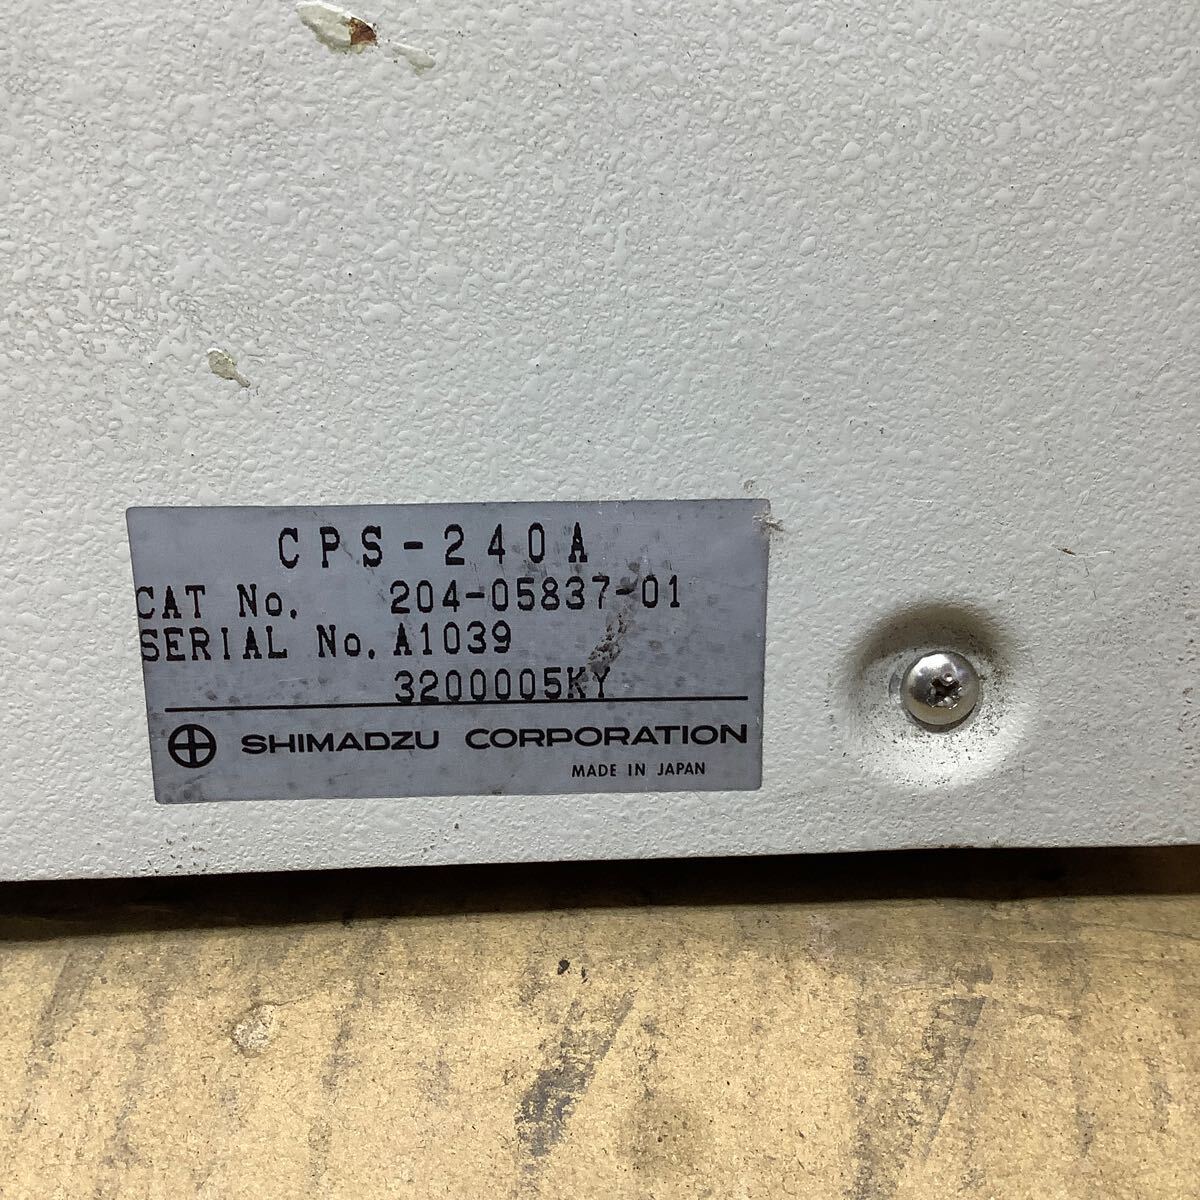 CPS-240A
CAT No. 204-05837-01
SERIAL No. A1039
3200005KY
SHIMADZU CORPORATION
MADE IN JAPAN